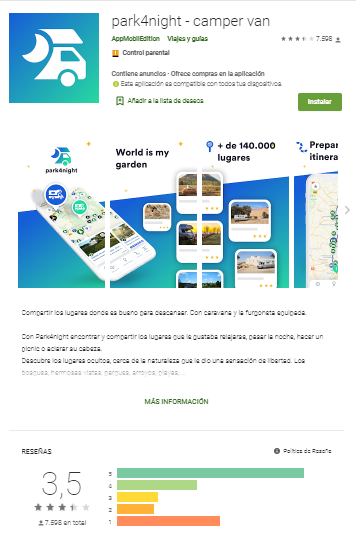 park4night - camper van
AppMobilEdition Viajes y guías
7.598
Control parental
Contiene anuncios · Ofrece compras en la aplicación
Esta aplicación es compatible con todos tus dispositivos.
Añadir a la lista de deseos
Instalar
park4night
World is my
garden
+ de 140.000
lugares
Prepar
itinera
Compartir los lugares donde es bueno para descansar. Con caravana y la furgoneta equipada.
Con Park4night encontrar y compartir los lugares que le gustaba relajarse, pasar la noche, hacer un
picnic o aclarar su cabeza.
Descubre los lugares ocultos, cerca de la naturaleza que le dio una sensación de libertad. Los
bosques, hermosas vistas, parques, arroyos, playas, ...
MÁS INFORMACIÓN
RESEÑAS
Política de Reseña
3,5
7.598 en total
5
4
3
2
1